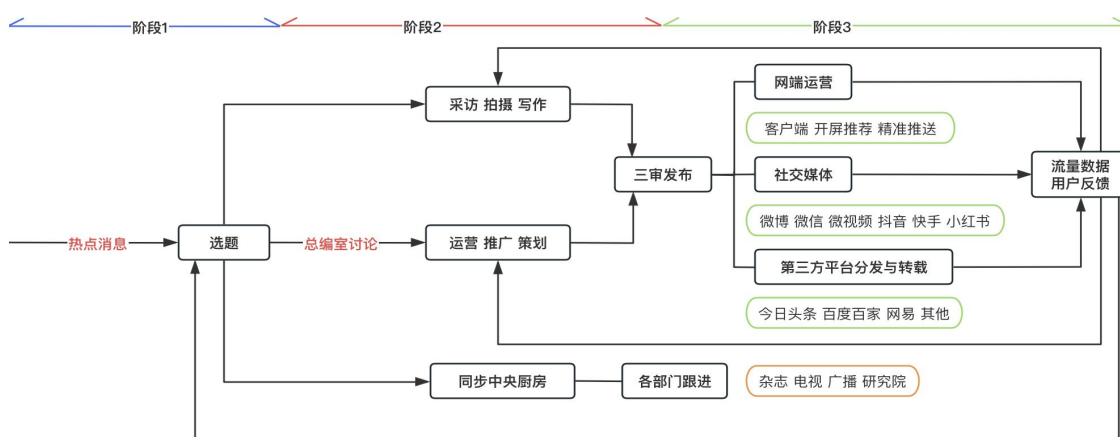 阶段1
阶段2
阶段3
网端运营
采访 拍摄 写作
客户端 开屏推荐 精准推送
三审发布
社交媒体
流量数据
用户反馈
微博 微信 微视频 抖音 快手 小红书
热点消息
选题
总编室讨论
运营 推广 策划
第三方平台分发与转载
今日头条 百度百家 网易 其他
同步中央厨房
各部门跟进
杂志 电视 广播 研究院